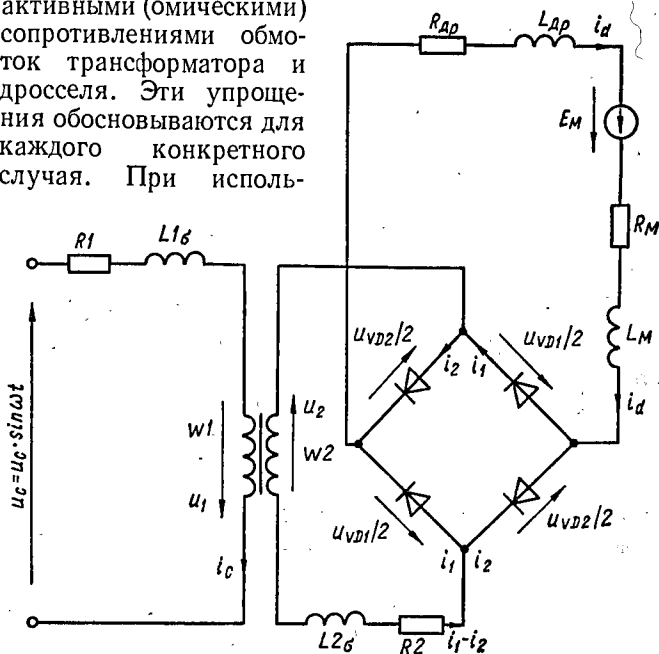 активными (омическими)
сопротивлениями обмо-
ток трансформатора и
дросселя. Эти упроще-
ния обосновываются для
каждого конкретного
случая. При исполь-
Rдр
Lдр
id
Eм
Rм
Lм
id
R1
L1б
uc=uc·sinωt
w1
u1
ic
u2
w2
uVD2/2
i2
i1
uVD1/2
uVD1/2
i1
i2
uVD2/2
L2б
R2
i1-i2